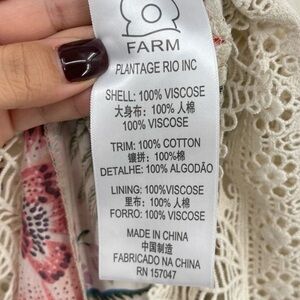 FARM
PLANTAGE RIO INC
SHELL: 100% VISCOSE
大身布：100% 人棉
100% VISCOSE
TRIM: 100% COTTON
镶拼：100%棉
DETALHE: 100% ALGODÃO
LINING: 100%VISCOSE
里布：100% 人棉
FORRO: 100% VISCOSE
MADE IN CHINA
中国制造
FABRICADO NA CHINA
RN 157047